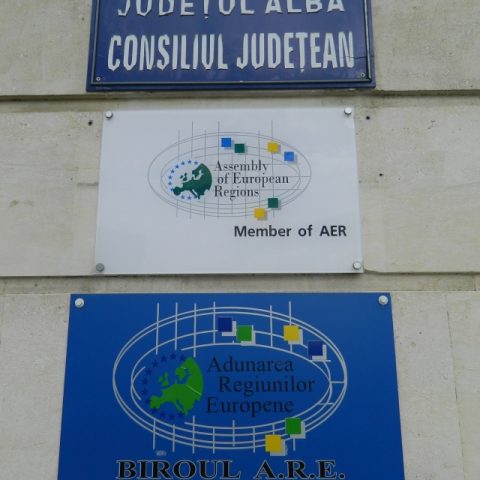 JUDEȚUL ALBA
CONSILIUL JUDEȚEAN
Assembly
of European
Regions
Member of AER
Adunarea
Regiunilor
Europene
BIROUL A.R.E.